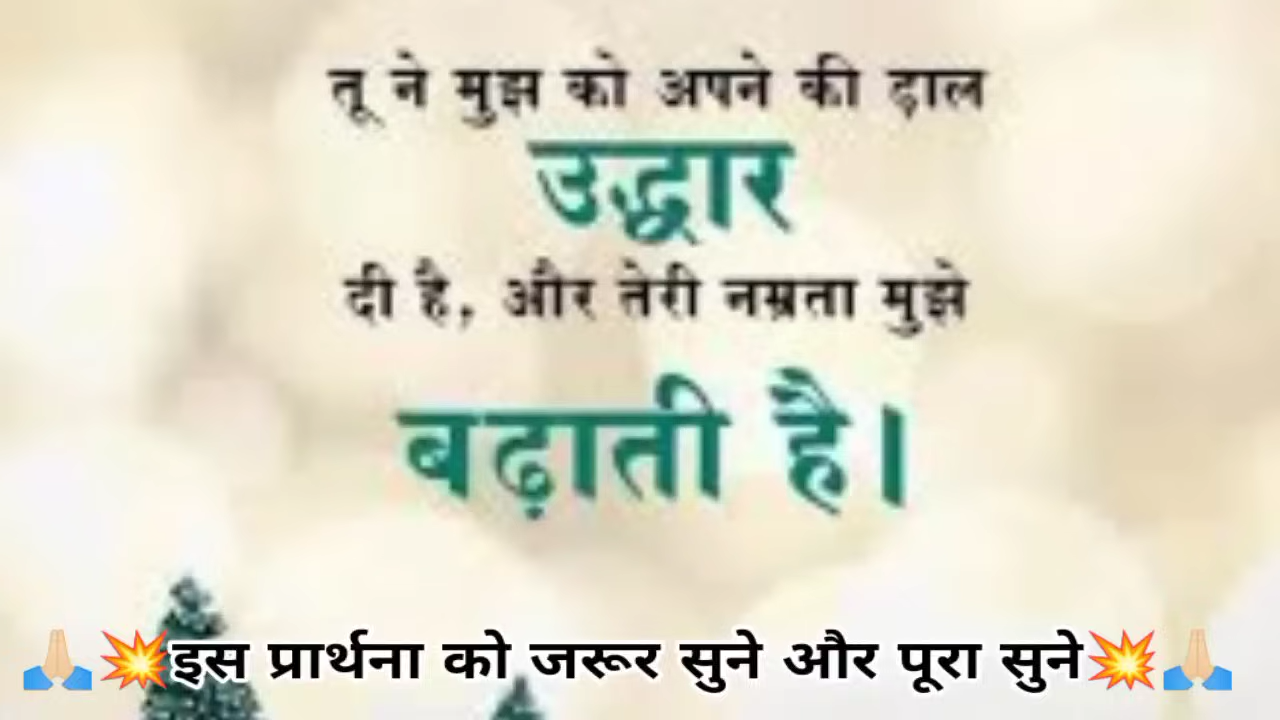 तू ने मुझ को अपने की ढ़ाल
उद्धार
दी है, और तेरी नम्रता मुझे
बढ़ाती है।
🙏🏻💥इस प्रार्थना को जरूर सुने और पूरा सुने💥🙏🏻